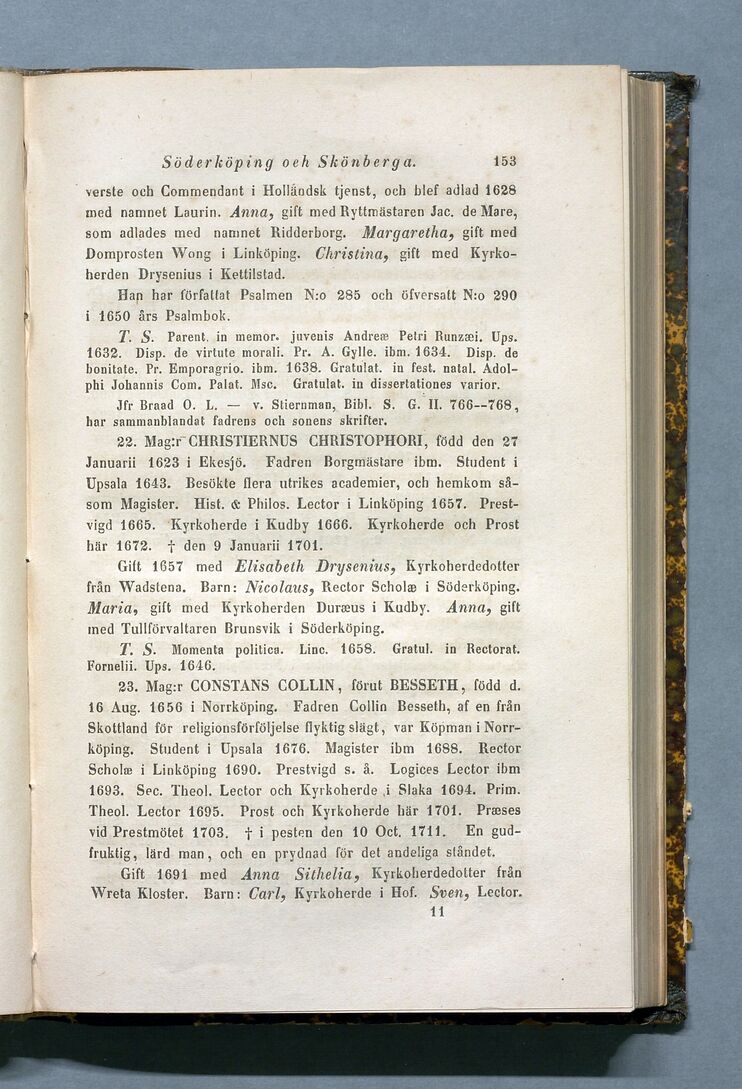 Söderköping och Skönberga. 153
verste och Commendant i Holländsk tjenst, och blef adlad 1628
med namnet Laurin. Anna, gift med Ryttmästaren Jac. de Mare,
som adlades med namnet Ridderborg. Margaretha, gift med
Domprosten Wong i Linköping. Christina, gift med Kyrko-
herden Drysenius i Kettilstad.
Han har författat Psalmen N:o 285 och öfversatt N:o 290
i 1650 års Psalmbok.
T. S. Parent. in memor. juvenis Andreæ Petri Runzæi. Ups.
1632. Disp. de virtute morali. Pr. A. Gylle. ibm. 1634. Disp. de
bonitate. Pr. Emporagrio. ibm. 1638. Gratulat. in fest. natal. Adol-
phi Johannis Com. Palat. Msc. Gratulat. in dissertationes varior.
Jfr Braad O. L. — v. Stiernman, Bibl. S. G. II. 766--768,
har sammanblandat fadrens och sonens skrifter.
22. Mag:r CHRISTIERNUS CHRISTOPHORI, född den 27
Januarii 1623 i Ekesjö. Fadren Borgmästare ibm. Student i
Upsala 1643. Besökte flera utrikes academier, och hemkom så-
som Magister. Hist. & Philos. Lector i Linköping 1657. Prest-
vigd 1665. Kyrkoherde i Kudby 1666. Kyrkoherde och Prost
här 1672. † den 9 Januarii 1701.
Gift 1657 med Elisabeth Drysenius, Kyrkoherdedotter
från Wadstena. Barn: Nicolaus, Rector Scholæ i Söderköping.
Maria, gift med Kyrkoherden Duræus i Kudby. Anna, gift
med Tullförvaltaren Brunsvik i Söderköping.
T. S. Momenta politica. Linc. 1658. Gratul. in Rectorat.
Fornelii. Ups. 1646.
23. Mag:r CONSTANS COLLIN, förut BESSETH, född d.
16 Aug. 1656 i Norrköping. Fadren Collin Besseth, af en från
Skottland för religionsförföljelse flyktig slägt, var Köpman i Norr-
köping. Student i Upsala 1676. Magister ibm 1688. Rector
Scholæ i Linköping 1690. Prestvigd s. å. Logices Lector ibm
1693. Sec. Theol. Lector och Kyrkoherde i Slaka 1694. Prim.
Theol. Lector 1695. Prost och Kyrkoherde här 1701. Præses
vid Prestmötet 1703. † i pesten den 10 Oct. 1711. En gud-
fruktig, lärd man, och en prydnad för det andeliga ståndet.
Gift 1691 med Anna Sithelia, Kyrkoherdedotter från
Wreta Kloster. Barn: Carl, Kyrkoherde i Hof. Sven, Lector.
11